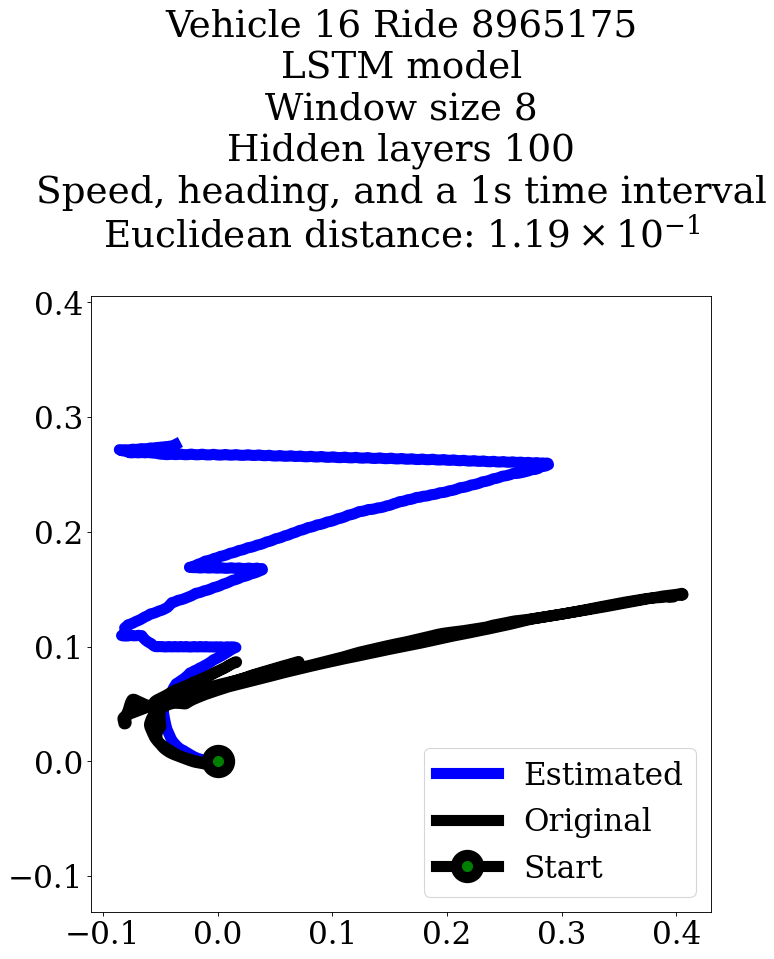 Vehicle 16 Ride 8965175
LSTM model
Window size 8
Hidden layers 100
Speed, heading, and a 1s time interval
Euclidean distance: 1.19 × 10⁻¹
0.4
0.3
0.2
0.1
0.0
−0.1
Estimated
Original
Start
−0.1 0.0 0.1 0.2 0.3 0.4